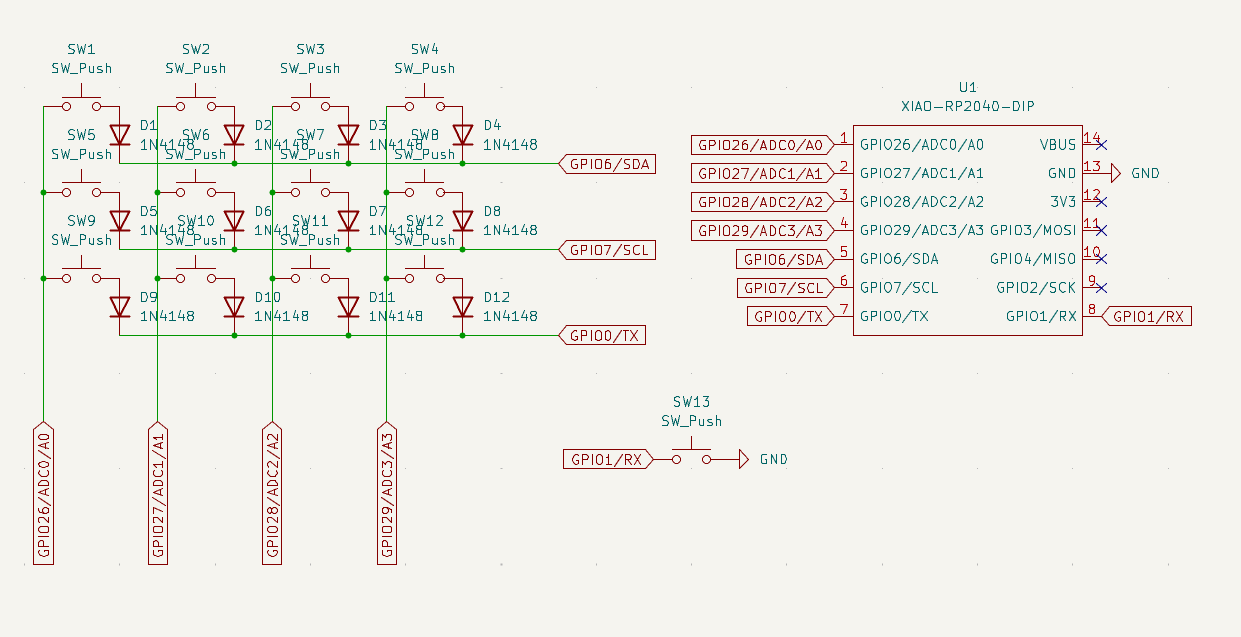 SW1
SW_Push
SW2
SW_Push
SW3
SW_Push
SW4
SW_Push
D1
1N4148
D2
1N4148
D3
1N4148
D4
1N4148
GPIO6/SDA
SW5
SW_Push
SW6
SW_Push
SW7
SW_Push
SW8
SW_Push
D5
1N4148
D6
1N4148
D7
1N4148
D8
1N4148
GPIO7/SCL
SW9
SW_Push
SW10
SW_Push
SW11
SW_Push
SW12
SW_Push
D9
1N4148
D10
1N4148
D11
1N4148
D12
1N4148
GPIO0/TX
GPIO26/ADC0/A0
GPIO27/ADC1/A1
GPIO28/ADC2/A2
GPIO29/ADC3/A3
U1
XIAO-RP2040-DIP
GPIO26/ADC0/A0 1 GPIO26/ADC0/A0 VBUS 14
GPIO27/ADC1/A1 2 GPIO27/ADC1/A1 GND 13 GND
GPIO28/ADC2/A2 3 GPIO28/ADC2/A2 3V3 12
GPIO29/ADC3/A3 4 GPIO29/ADC3/A3 GPIO3/MOSI 11
GPIO6/SDA 5 GPIO6/SDA GPIO4/MISO 10
GPIO7/SCL 6 GPIO7/SCL GPIO2/SCK 9
GPIO0/TX 7 GPIO0/TX GPIO1/RX 8 GPIO1/RX
SW13
SW_Push
GPIO1/RX GND